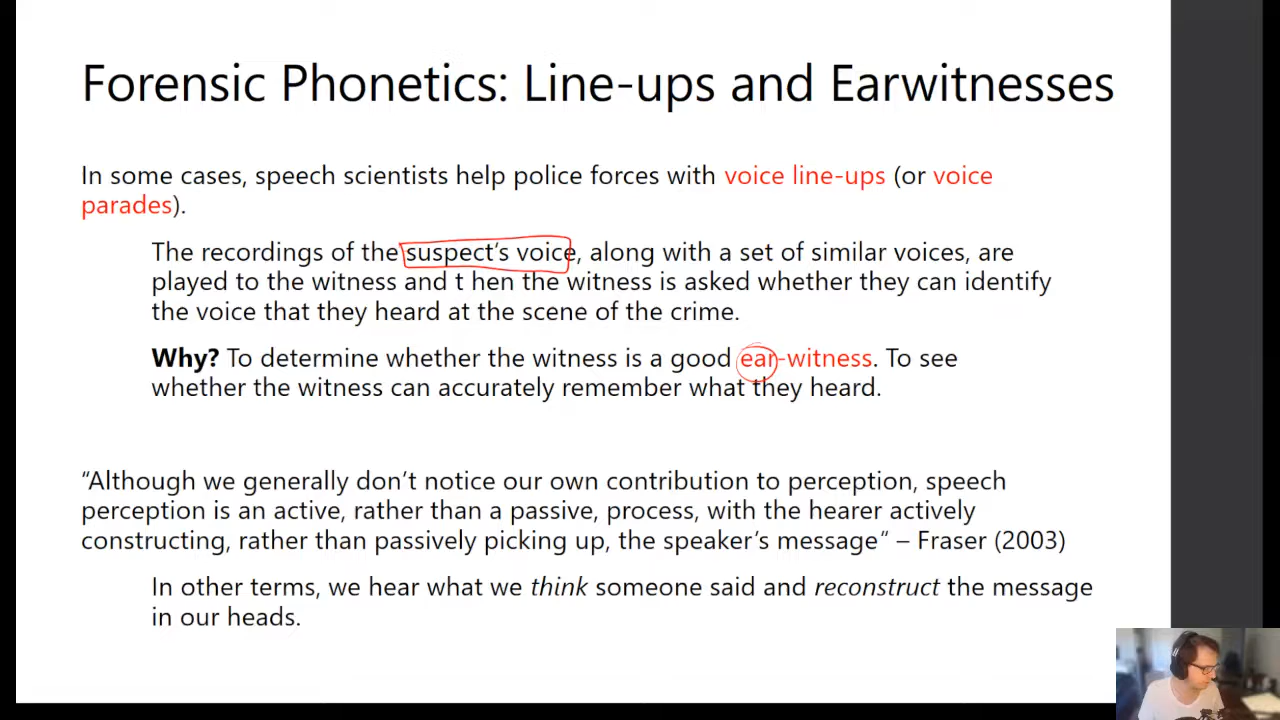 Forensic Phonetics: Line-ups and Earwitnesses
In some cases, speech scientists help police forces with voice line-ups (or voice
parades).
The recordings of the suspect's voice, along with a set of similar voices, are
played to the witness and t hen the witness is asked whether they can identify
the voice that they heard at the scene of the crime.
Why? To determine whether the witness is a good ear-witness. To see
whether the witness can accurately remember what they heard.
“Although we generally don’t notice our own contribution to perception, speech
perception is an active, rather than a passive, process, with the hearer actively
constructing, rather than passively picking up, the speaker’s message” – Fraser (2003)
In other terms, we hear what we think someone said and reconstruct the message
in our heads.